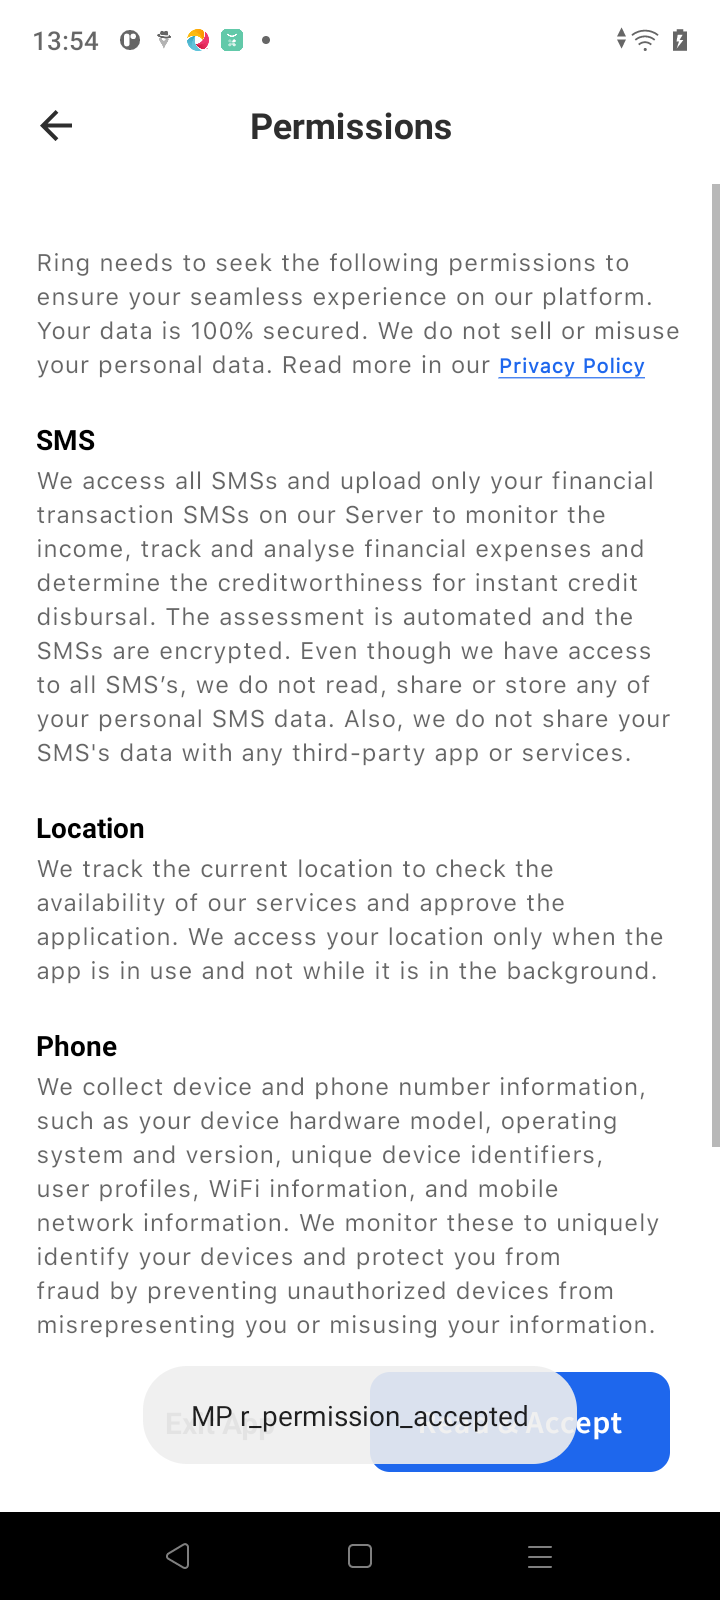 13:54
Permissions
Ring needs to seek the following permissions to
ensure your seamless experience on our platform.
Your data is 100% secured. We do not sell or misuse
your personal data. Read more in our Privacy Policy
SMS
We access all SMSs and upload only your financial
transaction SMSs on our Server to monitor the
income, track and analyse financial expenses and
determine the creditworthiness for instant credit
disbursal. The assessment is automated and the
SMSs are encrypted. Even though we have access
to all SMS’s, we do not read, share or store any of
your personal SMS data. Also, we do not share your
SMS's data with any third-party app or services.
Location
We track the current location to check the
availability of our services and approve the
application. We access your location only when the
app is in use and not while it is in the background.
Phone
We collect device and phone number information,
such as your device hardware model, operating
system and version, unique device identifiers,
user profiles, WiFi information, and mobile
network information. We monitor these to uniquely
identify your devices and protect you from
fraud by preventing unauthorized devices from
misrepresenting you or misusing your information.
MP r_permission_accepted
Exit App
Read & Accept